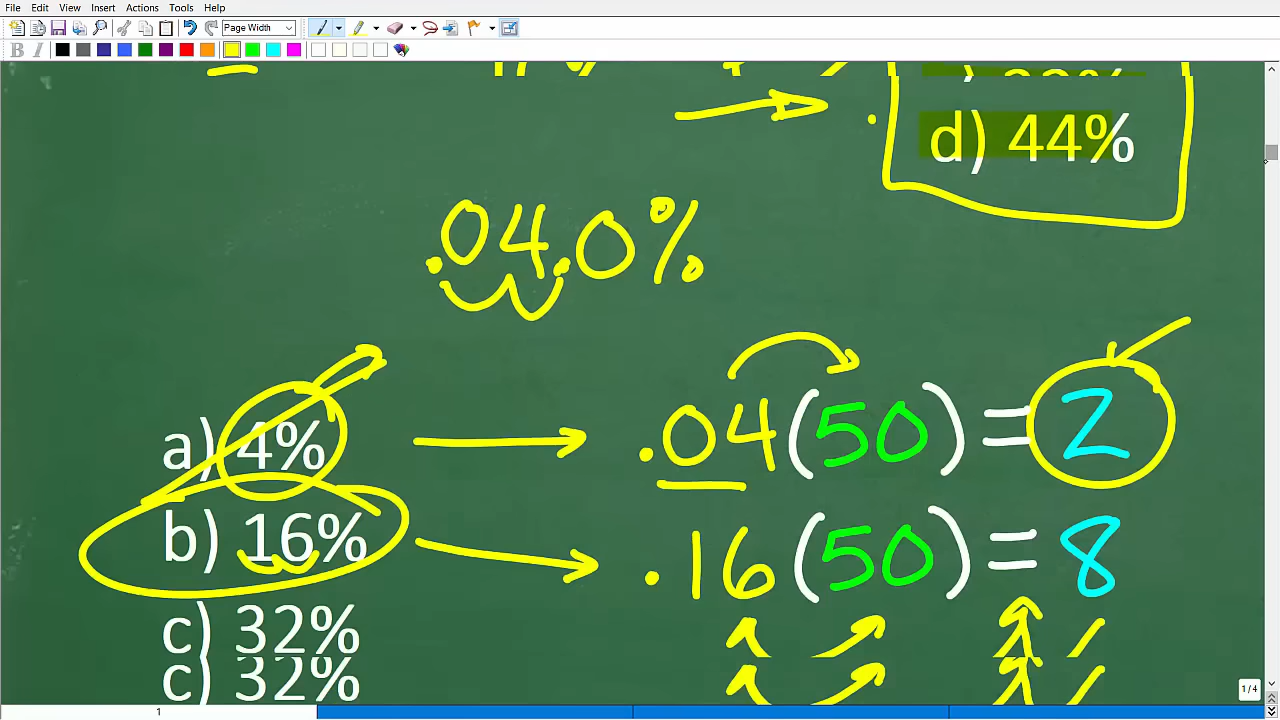 File Edit View Insert Actions Tools Help
Page Width
B I
d) 44%
.04.0%
a) 4% .04(50) = 2
b) 16% .16(50) = 8
c) 32%
c) 32%
1/4
1